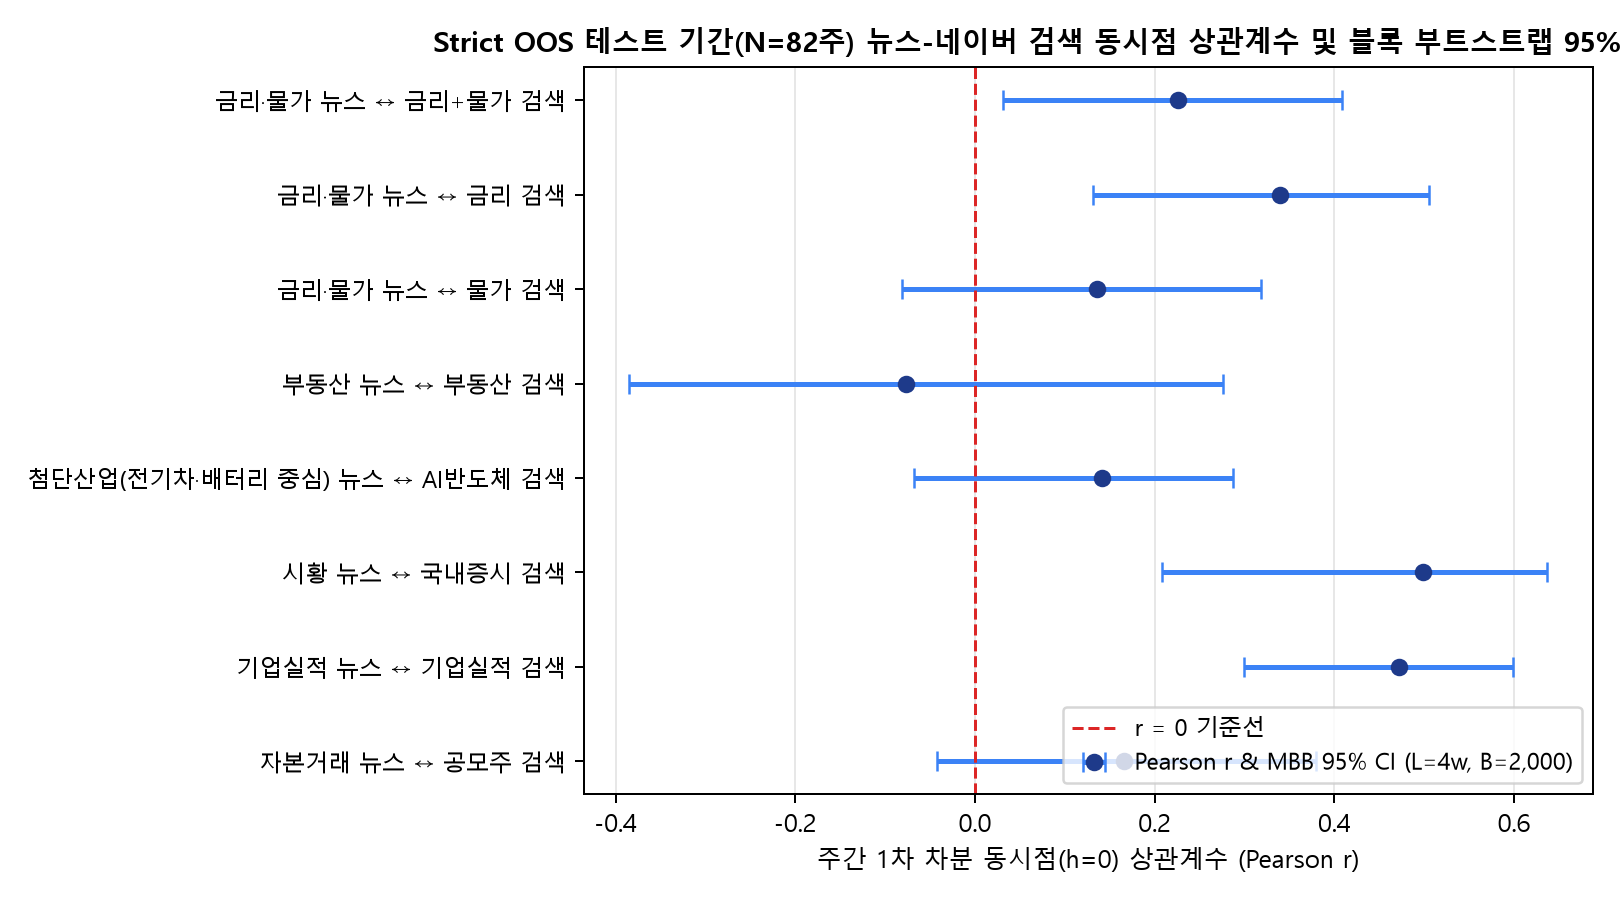 Strict OOS 테스트 기간(N=82주) 뉴스-네이버 검색 동시점 상관계수 및 블록 부트스트랩 95%
금리·물가 뉴스 ↔ 금리+물가 검색
금리·물가 뉴스 ↔ 금리 검색
금리·물가 뉴스 ↔ 물가 검색
부동산 뉴스 ↔ 부동산 검색
첨단산업(전기차·배터리 중심) 뉴스 ↔ AI반도체 검색
시황 뉴스 ↔ 국내증시 검색
기업실적 뉴스 ↔ 기업실적 검색
자본거래 뉴스 ↔ 공모주 검색
r = 0 기준선
Pearson r & MBB 95% CI (L=4w, B=2,000)
-0.4 -0.2 0.0 0.2 0.4 0.6
주간 1차 차분 동시점(h=0) 상관계수 (Pearson r)